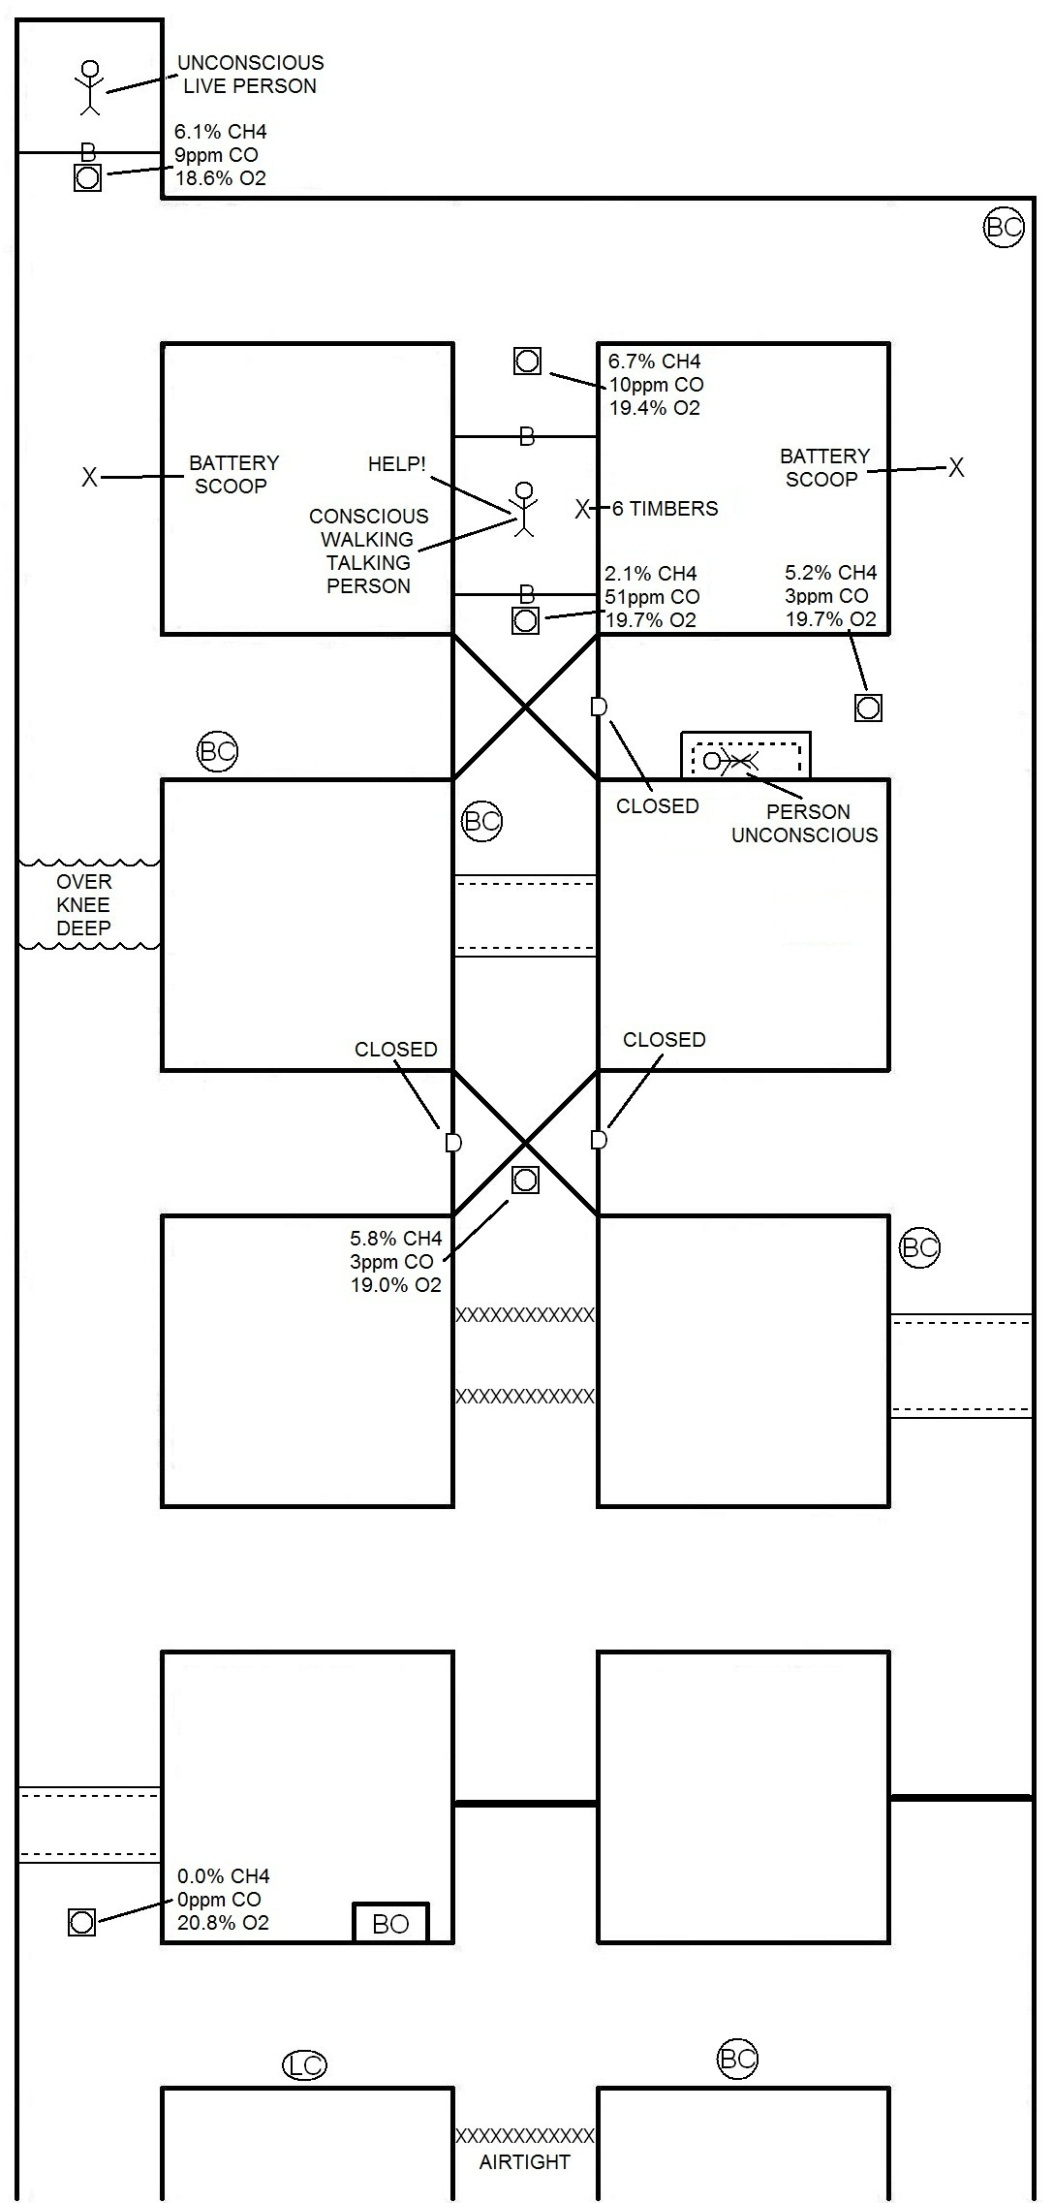 UNCONSCIOUS
LIVE PERSON
6.1% CH4
9ppm CO
18.6% O2
B
BC
6.7% CH4
10ppm CO
19.4% O2
B
BATTERY
SCOOP
X
HELP!
CONSCIOUS
WALKING
TALKING
PERSON
X
6 TIMBERS
BATTERY
SCOOP
X
2.1% CH4
51ppm CO
19.7% O2
B
5.2% CH4
3ppm CO
19.7% O2
D
CLOSED
BC
BC
PERSON
UNCONSCIOUS
OVER
KNEE
DEEP
CLOSED
D
CLOSED
D
5.8% CH4
3ppm CO
19.0% O2
BC
XXXXXXXXXXXX
XXXXXXXXXXXX
0.0% CH4
0ppm CO
20.8% O2
BO
LC
BC
XXXXXXXXXXXX
AIRTIGHT